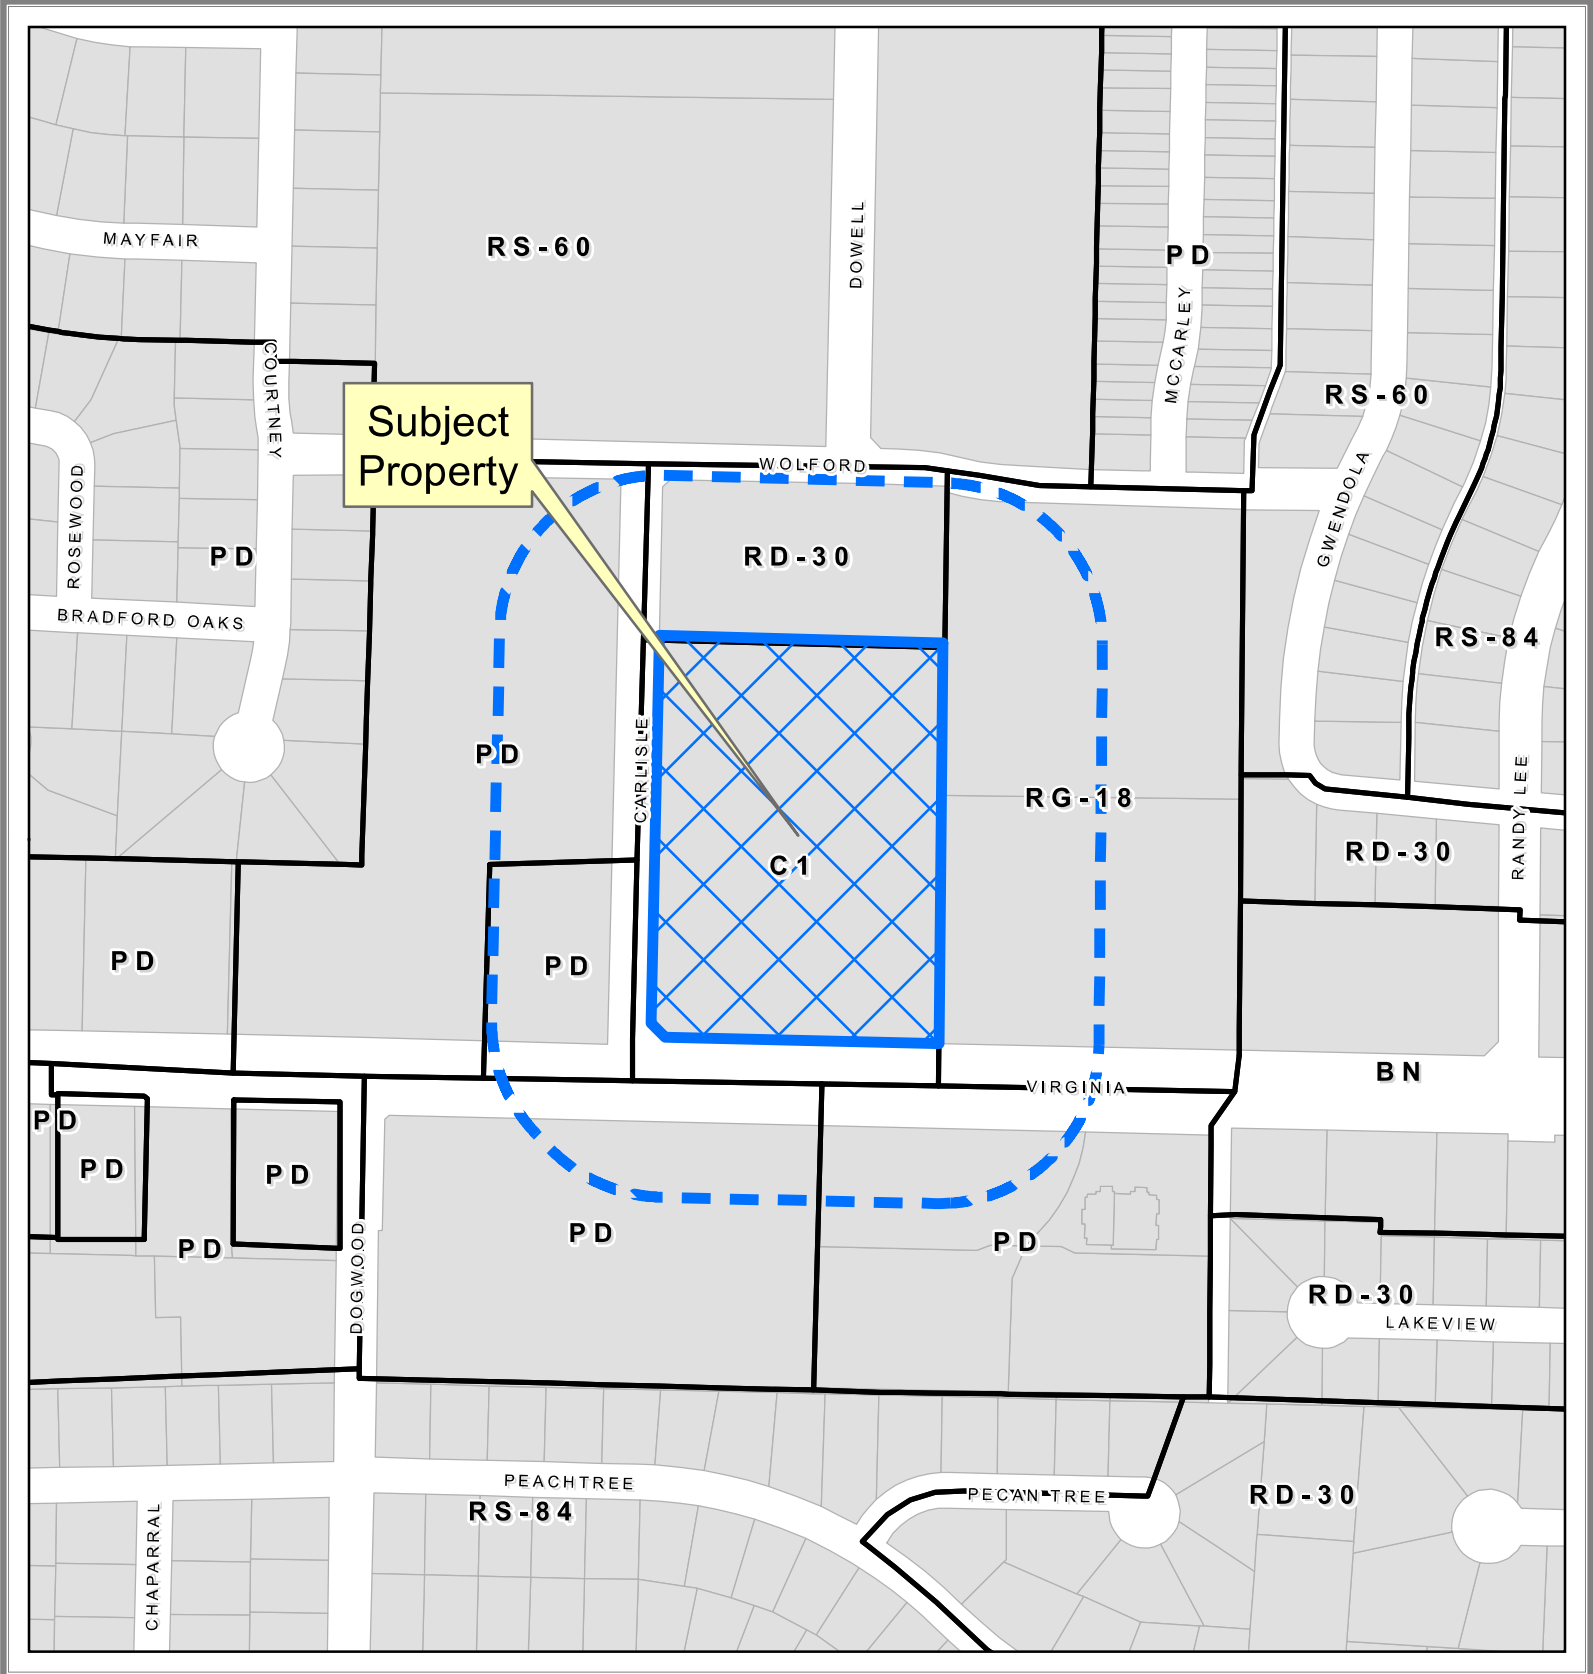 MAYFAIR
RS-60
DOWELL
PD
MCCARLEY
COURTNEY
RS-60
Subject
Property
WOLFORD
GWENDOLA
ROSEWOOD
PD
RD-30
BRADFORD OAKS
RS-84
PD
CARLISLE
RG-18
RANDY LEE
C1
RD-30
PD
PD
BN
VIRGINIA
PD
PD
PD
PD
PD
PD
DOGWOOD
RD-30
LAKEVIEW
PEACHTREE
RS-84
PECAN TREE
RD-30
CHAPARRAL